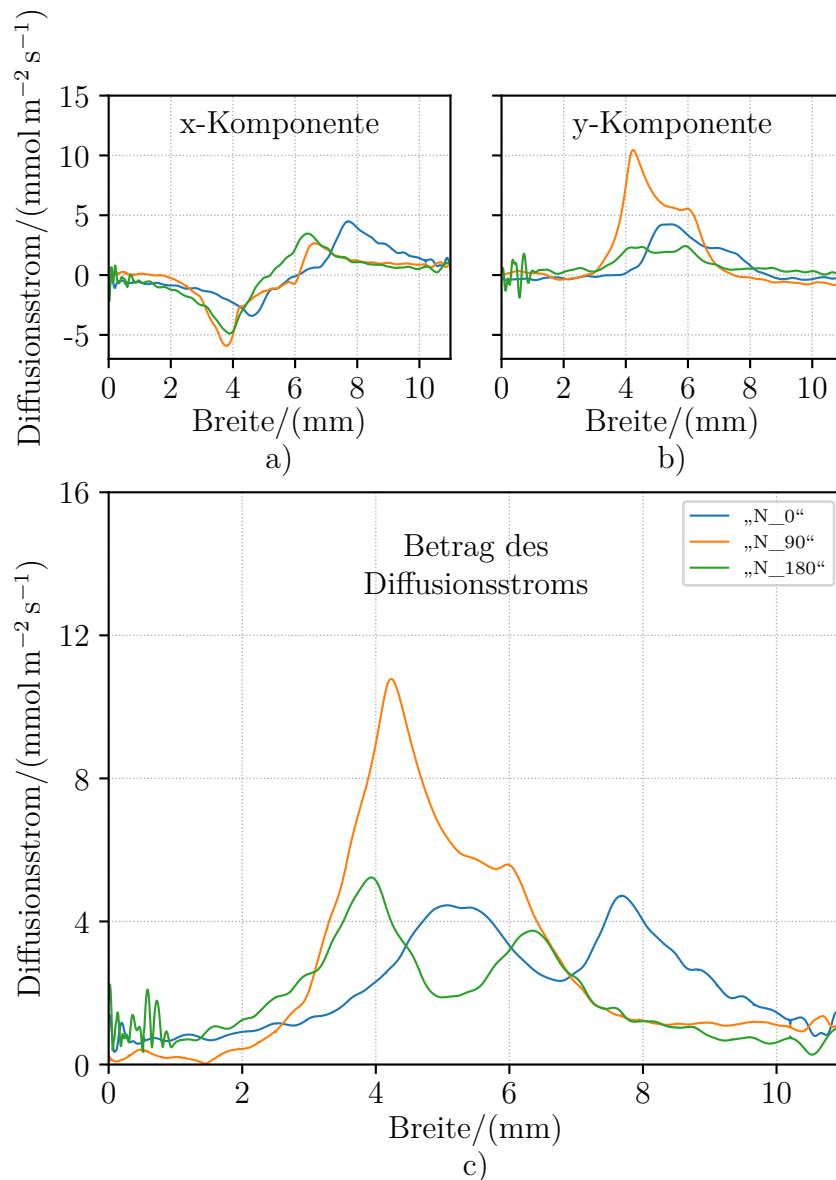 x-Komponente
y-Komponente
Diffusionsstrom/(mmol m⁻² s⁻¹)
15
10
5
0
-5
0 2 4 6 8 10
0 2 4 6 8 10
Breite/(mm)
Breite/(mm)
a)
b)
Betrag des
Diffusionsstroms
„N_0“
„N_90“
„N_180“
Diffusionsstrom/(mmol m⁻² s⁻¹)
16
12
8
4
0
0 2 4 6 8 10
Breite/(mm)
c)